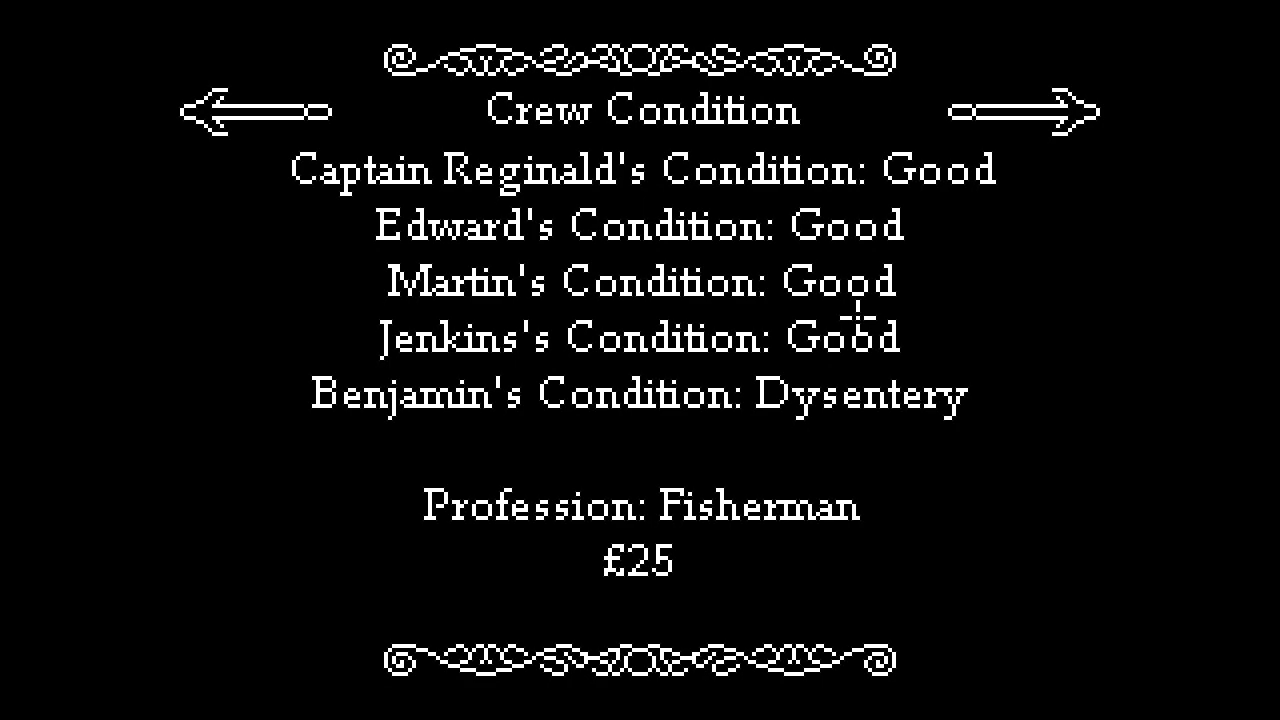 Crew Condition
Captain Reginald's Condition: Good
Edward's Condition: Good
Martin's Condition: Good
Jenkins's Condition: Good
Benjamin's Condition: Dysentery
Profession: Fisherman
£25